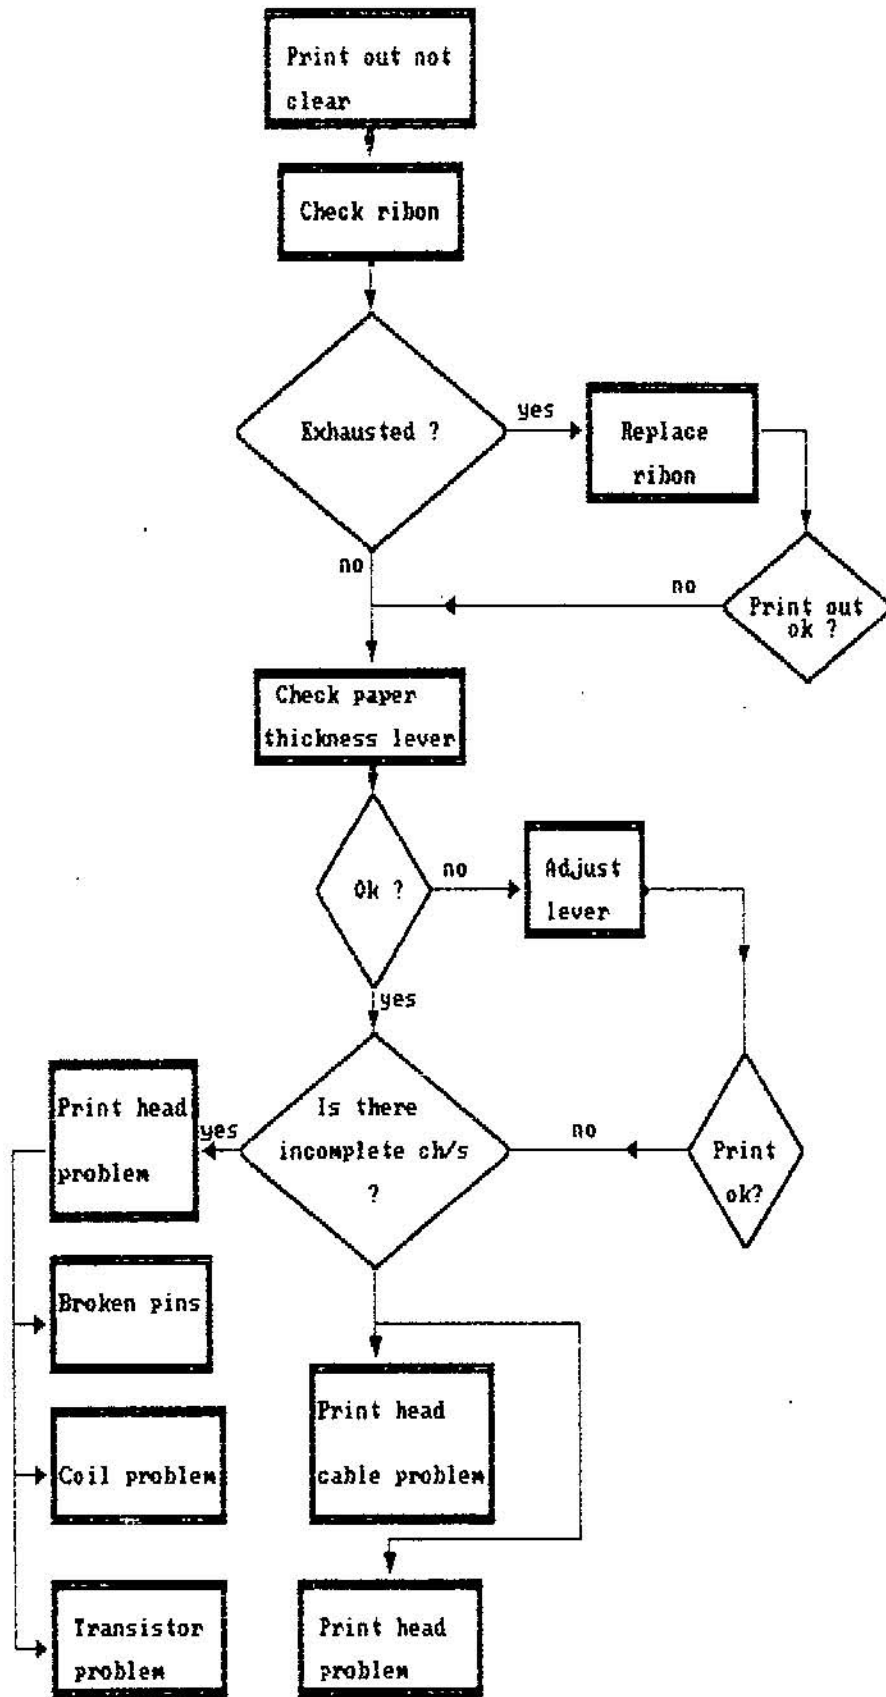 Print out not
clear
Check ribon
Exhausted ?
yes
Replace
ribon
no
no
Print out
ok ?
Check paper
thickness lever
Ok ?
no
Adjust
lever
yes
Print head
problem
yes
Is there
incomplete ch/s
?
no
Print
ok?
Broken pins
Print head
cable problem
Coil problem
Transistor
problem
Print head
problem